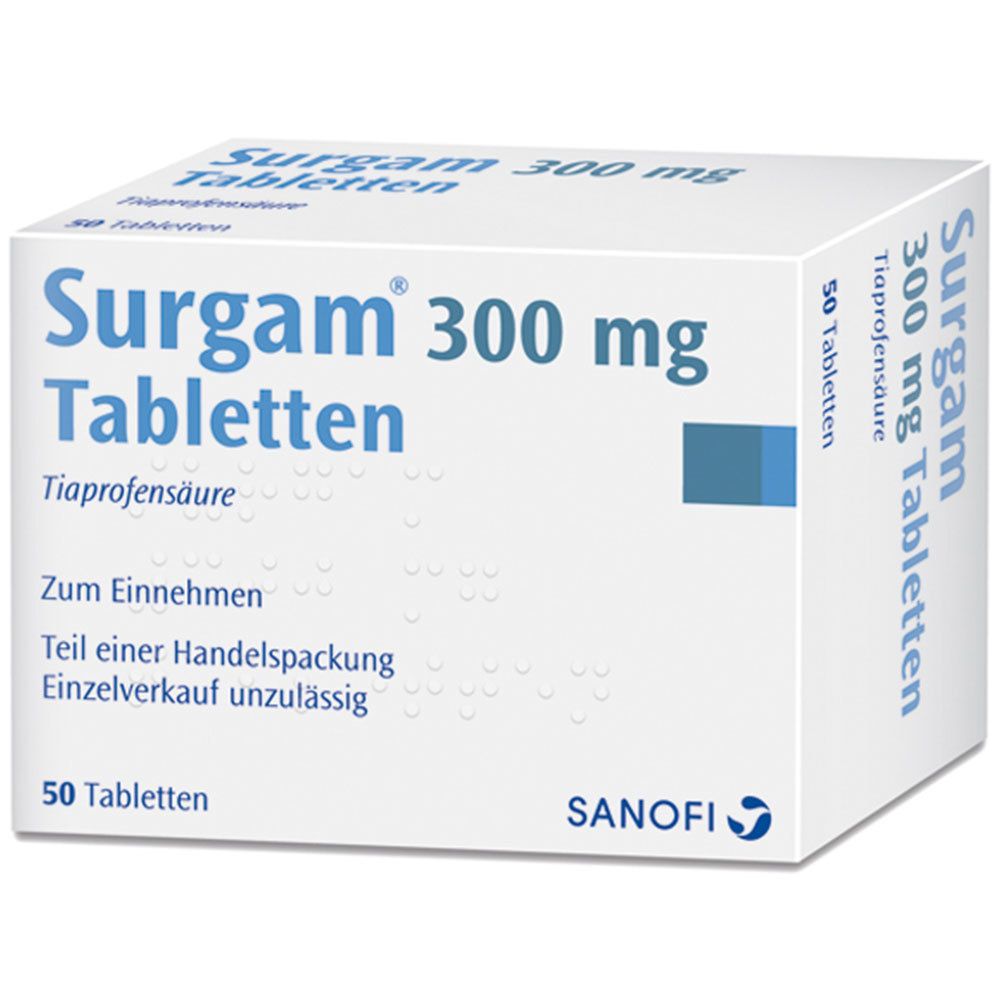 Surgam 300 mg
Tabletten
Tiaprofensäure
50 Tabletten
Surgam® 300 mg
Tabletten
Tiaprofensäure
Zum Einnehmen
Teil einer Handelspackung
Einzelverkauf unzulässig
50 Tabletten
SANOFI
Surgam
300 mg Tabletten
Tiaprofensäure
50 Tabletten